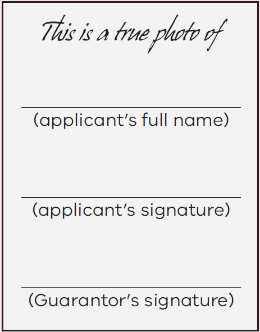 This is a true photo of
(applicant's full name)
(applicant's signature)
(Guarantor's signature)